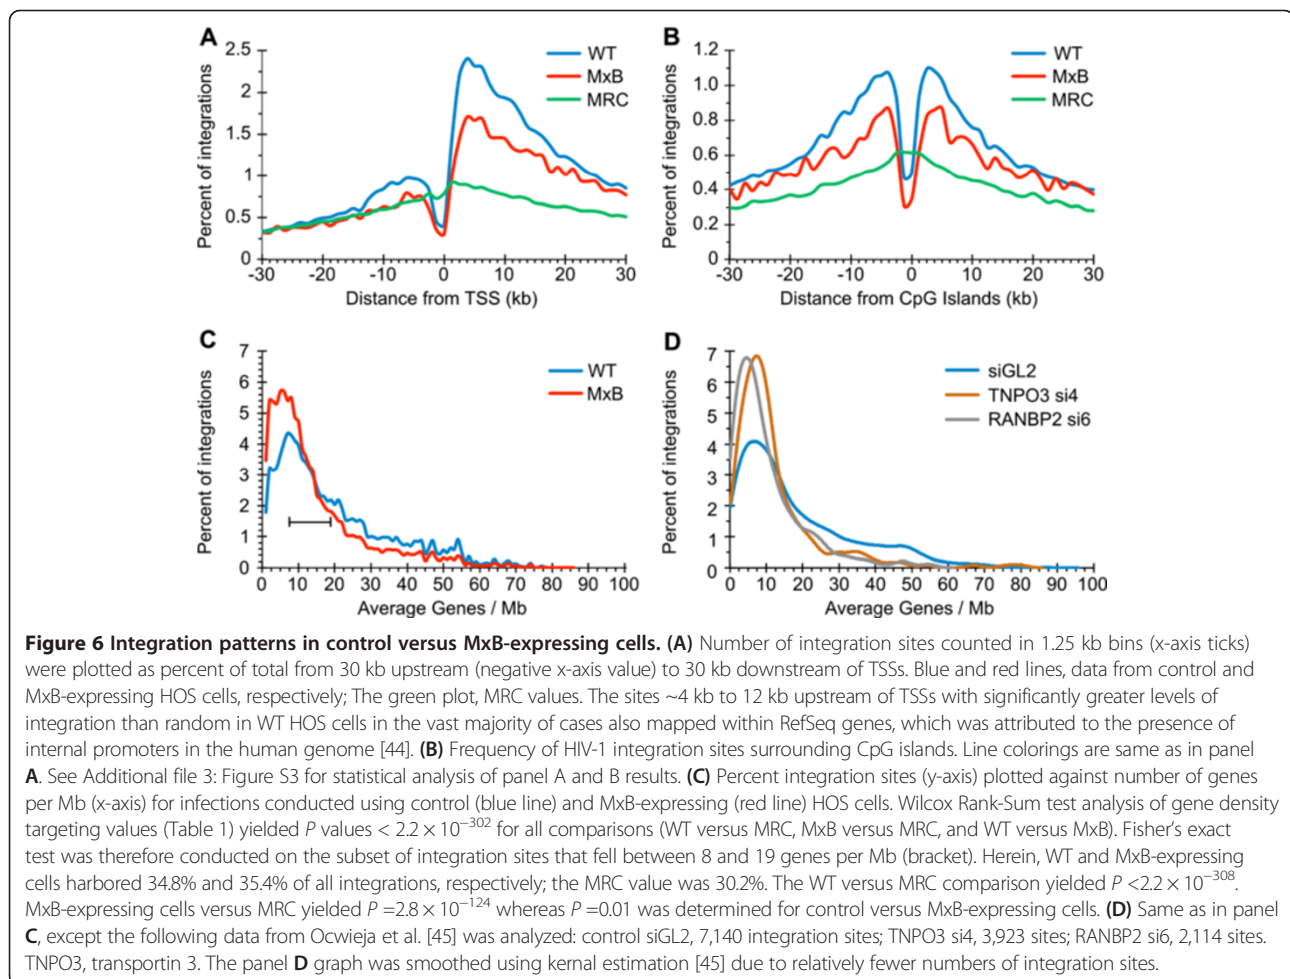 A
WT
MxB
MRC
Percent of integrations
2.5
2
1.5
1
0.5
0
-30 -20 -10 0 10 20 30
Distance from TSS (kb)
B
WT
MxB
MRC
Percent of integrations
1.2
1.0
0.8
0.6
0.4
0.2
0
-30 -20 -10 0 10 20 30
Distance from CpG Islands (kb)
C
WT
MxB
Percent of integrations
7
6
5
4
3
2
1
0
0 10 20 30 40 50 60 70 80 90 100
Average Genes / Mb
D
siGL2
TNPO3 si4
RANBP2 si6
Percent of integrations
7
6
5
4
3
2
1
0
0 10 20 30 40 50 60 70 80 90 100
Average Genes / Mb
Figure 6 Integration patterns in control versus MxB-expressing cells. (A) Number of integration sites counted in 1.25 kb bins (x-axis ticks)
were plotted as percent of total from 30 kb upstream (negative x-axis value) to 30 kb downstream of TSSs. Blue and red lines, data from control and
MxB-expressing HOS cells, respectively; The green plot, MRC values. The sites ~4 kb to 12 kb upstream of TSSs with significantly greater levels of
integration than random in WT HOS cells in the vast majority of cases also mapped within RefSeq genes, which was attributed to the presence of
internal promoters in the human genome [44]. (B) Frequency of HIV-1 integration sites surrounding CpG islands. Line colorings are same as in panel
A. See Additional file 3: Figure S3 for statistical analysis of panel A and B results. (C) Percent integration sites (y-axis) plotted against number of genes
per Mb (x-axis) for infections conducted using control (blue line) and MxB-expressing (red line) HOS cells. Wilcox Rank-Sum test analysis of gene density
targeting values (Table 1) yielded P values < 2.2 × 10⁻³⁰² for all comparisons (WT versus MRC, MxB versus MRC, and WT versus MxB). Fisher's exact
test was therefore conducted on the subset of integration sites that fell between 8 and 19 genes per Mb (bracket). Herein, WT and MxB-expressing
cells harbored 34.8% and 35.4% of all integrations, respectively; the MRC value was 30.2%. The WT versus MRC comparison yielded P <2.2 × 10⁻³⁰⁸.
MxB-expressing cells versus MRC yielded P =2.8 × 10⁻¹²⁴ whereas P =0.01 was determined for control versus MxB-expressing cells. (D) Same as in panel
C, except the following data from Ocwieja et al. [45] was analyzed: control siGL2, 7,140 integration sites; TNPO3 si4, 3,923 sites; RANBP2 si6, 2,114 sites.
TNPO3, transportin 3. The panel D graph was smoothed using kernal estimation [45] due to relatively fewer numbers of integration sites.